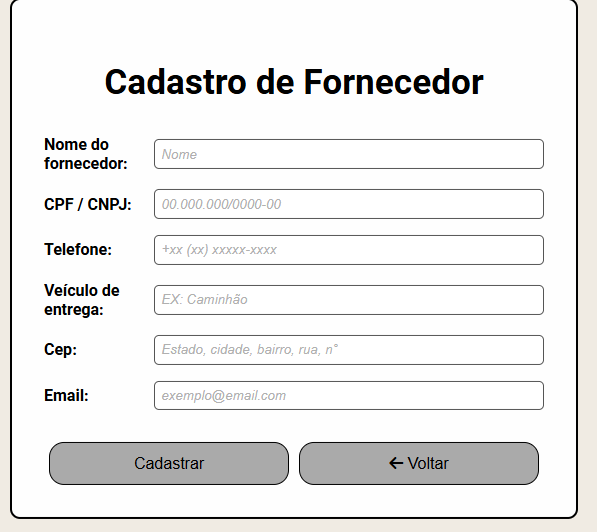 Cadastro de Fornecedor
Nome do
fornecedor:
Nome
CPF / CNPJ:
00.000.000/0000-00
Telefone:
+xx (xx) xxxxx-xxxx
Veículo de
entrega:
EX: Caminhão
Cep:
Estado, cidade, bairro, rua, n°
Email:
exemplo@email.com
Cadastrar
← Voltar